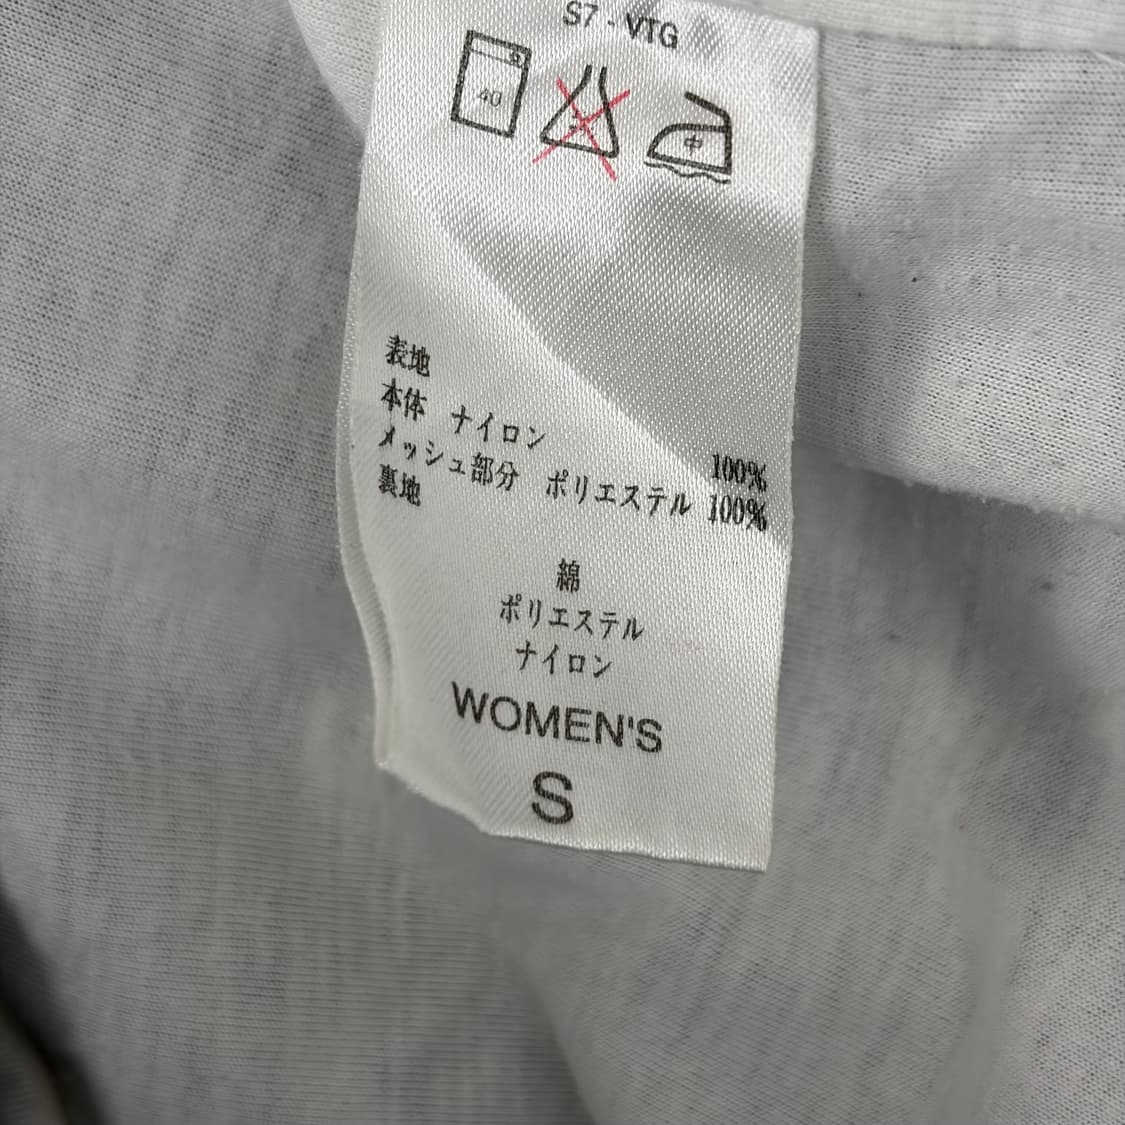 S7 - VTG
40
中
表地
本体 ナイロン 100%
メッシュ部分 ポリエステル 100%
裏地
綿
ポリエステル
ナイロン
WOMEN'S
S